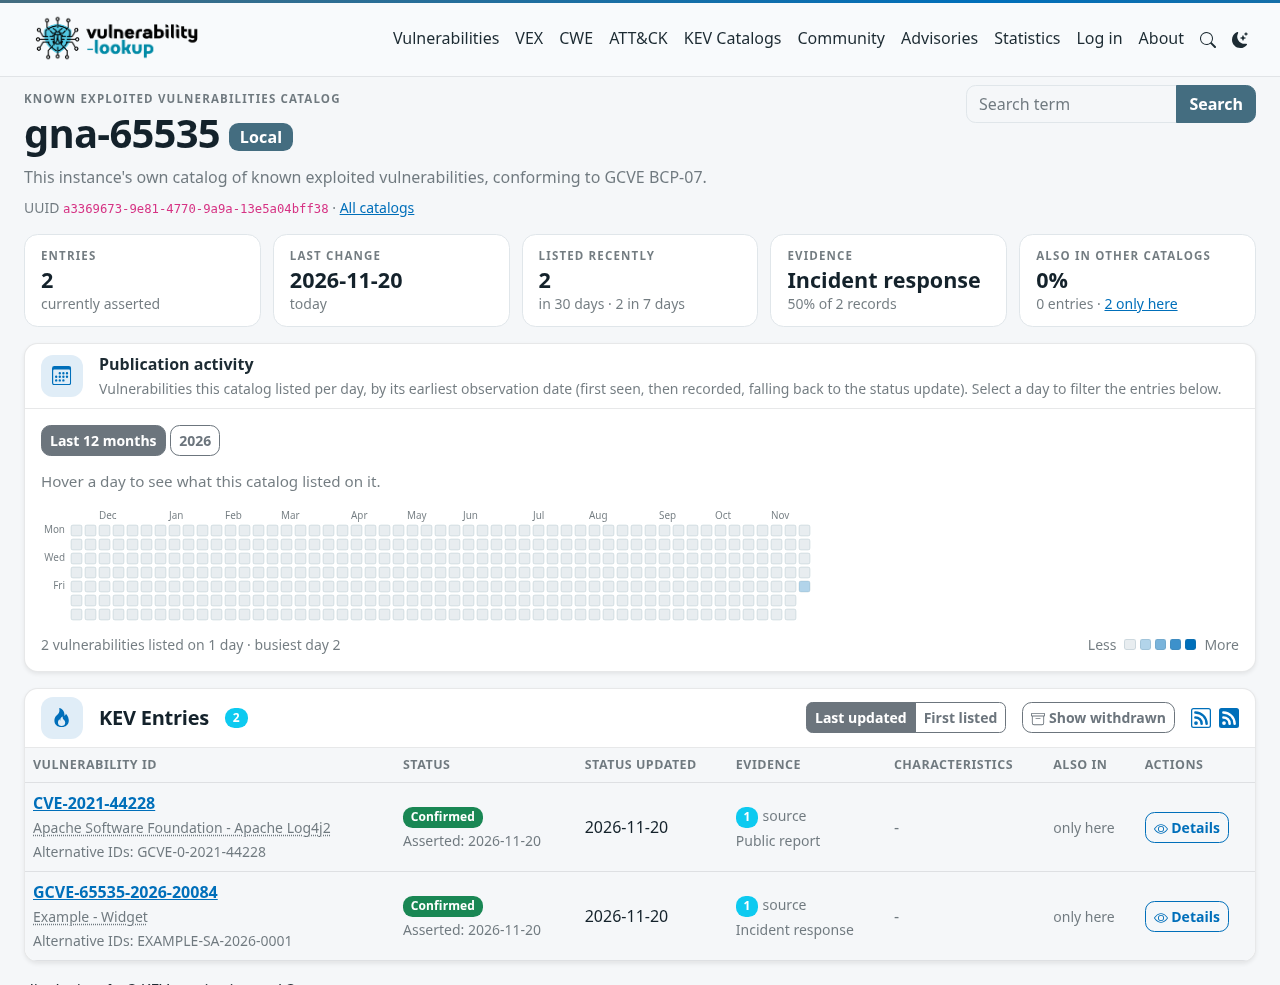 vulnerability
-lookup
Vulnerabilities VEX CWE ATT&CK KEV Catalogs Community Advisories Statistics Log in About
KNOWN EXPLOITED VULNERABILITIES CATALOG
Search term Search
gna-65535 Local
This instance's own catalog of known exploited vulnerabilities, conforming to GCVE BCP-07.
UUID a3369673-9e81-4770-9a9a-13e5a04bff38 · All catalogs
ENTRIES
2
currently asserted
LAST CHANGE
2026-11-20
today
LISTED RECENTLY
2
in 30 days · 2 in 7 days
EVIDENCE
Incident response
50% of 2 records
ALSO IN OTHER CATALOGS
0%
0 entries · 2 only here
Publication activity
Vulnerabilities this catalog listed per day, by its earliest observation date (first seen, then recorded, falling back to the status update). Select a day to filter the entries below.
Last 12 months 2026
Hover a day to see what this catalog listed on it.
Dec Jan Feb Mar Apr May Jun Jul Aug Sep Oct Nov
Mon
Wed
Fri
2 vulnerabilities listed on 1 day · busiest day 2
Less More
KEV Entries 2
Last updated First listed Show withdrawn
VULNERABILITY ID STATUS STATUS UPDATED EVIDENCE CHARACTERISTICS ALSO IN ACTIONS
CVE-2021-44228
Apache Software Foundation - Apache Log4j2
Alternative IDs: GCVE-0-2021-44228
Confirmed
Asserted: 2026-11-20
2026-11-20
1 source
Public report
-
only here
Details
GCVE-65535-2026-20084
Example - Widget
Alternative IDs: EXAMPLE-SA-2026-0001
Confirmed
Asserted: 2026-11-20
2026-11-20
1 source
Incident response
-
only here
Details